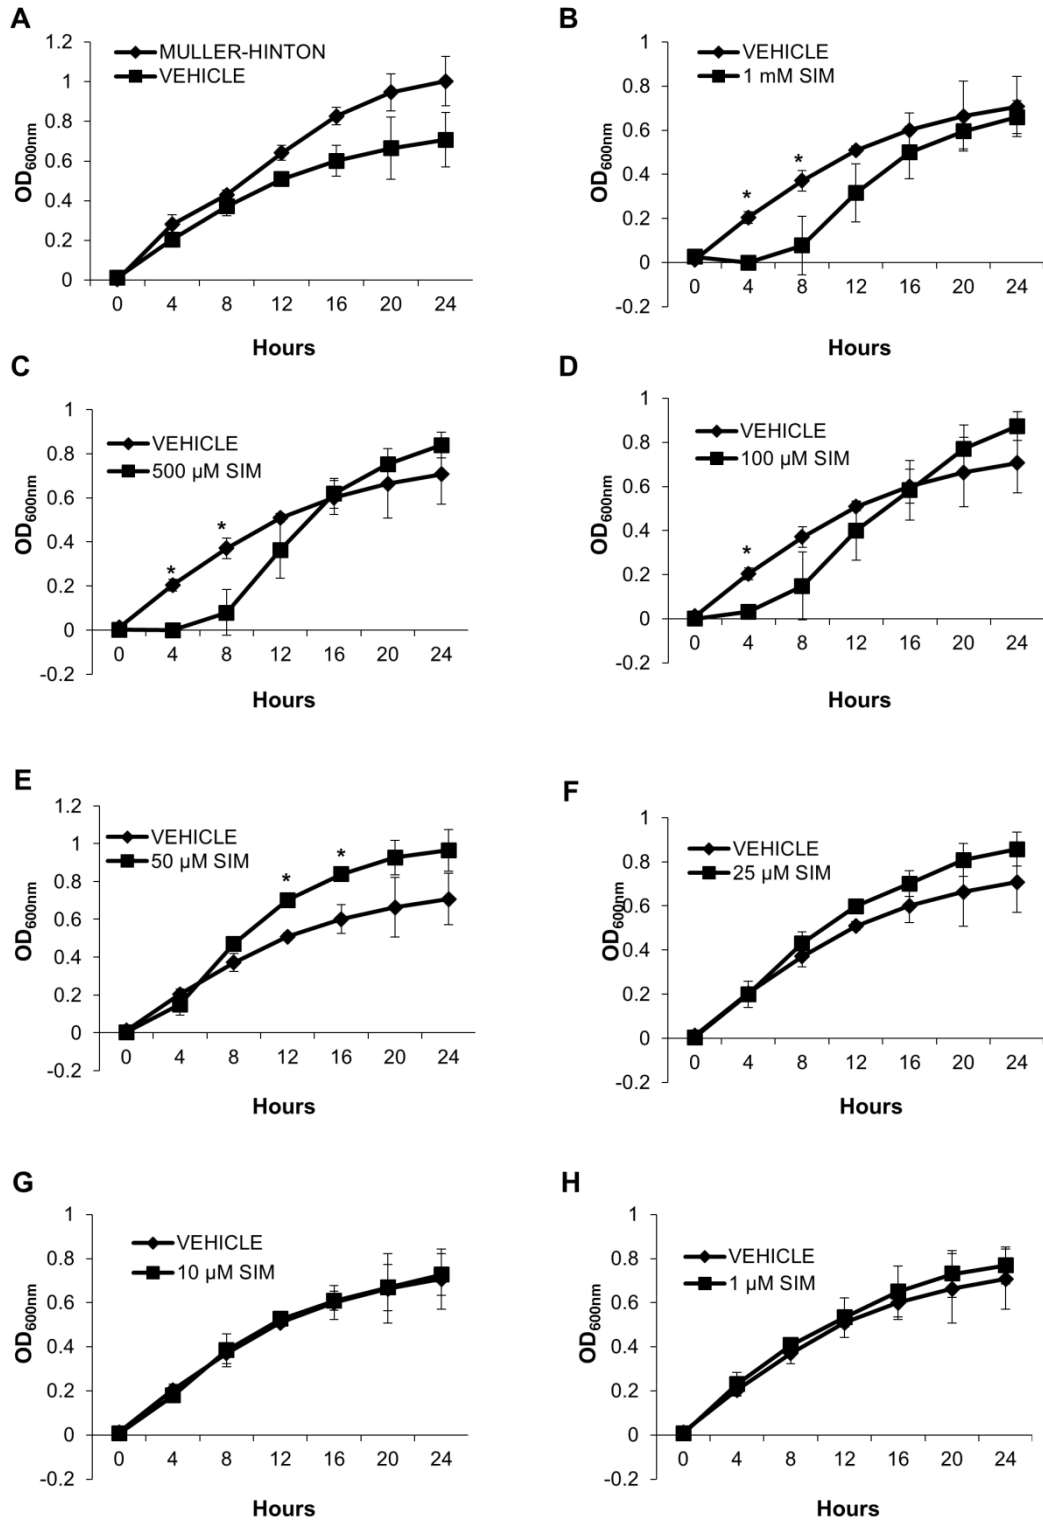 A
1.2
1
0.8
0.6
0.4
0.2
0
OD600nm
MULLER-HINTON
VEHICLE
0 4 8 12 16 20 24
Hours
B
1
0.8
0.6
0.4
0.2
0
-0.2
OD600nm
VEHICLE
1 mM SIM
* *
0 4 8 12 16 20 24
Hours
C
1
0.8
0.6
0.4
0.2
0
-0.2
OD600nm
VEHICLE
500 µM SIM
* *
0 4 8 12 16 20 24
Hours
D
1
0.8
0.6
0.4
0.2
0
-0.2
OD600nm
VEHICLE
100 µM SIM
*
0 4 8 12 16 20 24
Hours
E
1.2
1
0.8
0.6
0.4
0.2
0
-0.2
OD600nm
VEHICLE
50 µM SIM
* *
0 4 8 12 16 20 24
Hours
F
1
0.8
0.6
0.4
0.2
0
-0.2
OD600nm
VEHICLE
25 µM SIM
0 4 8 12 16 20 24
Hours
G
1
0.8
0.6
0.4
0.2
0
-0.2
OD600nm
VEHICLE
10 µM SIM
0 4 8 12 16 20 24
Hours
H
1
0.8
0.6
0.4
0.2
0
-0.2
OD600nm
VEHICLE
1 µM SIM
0 4 8 12 16 20 24
Hours